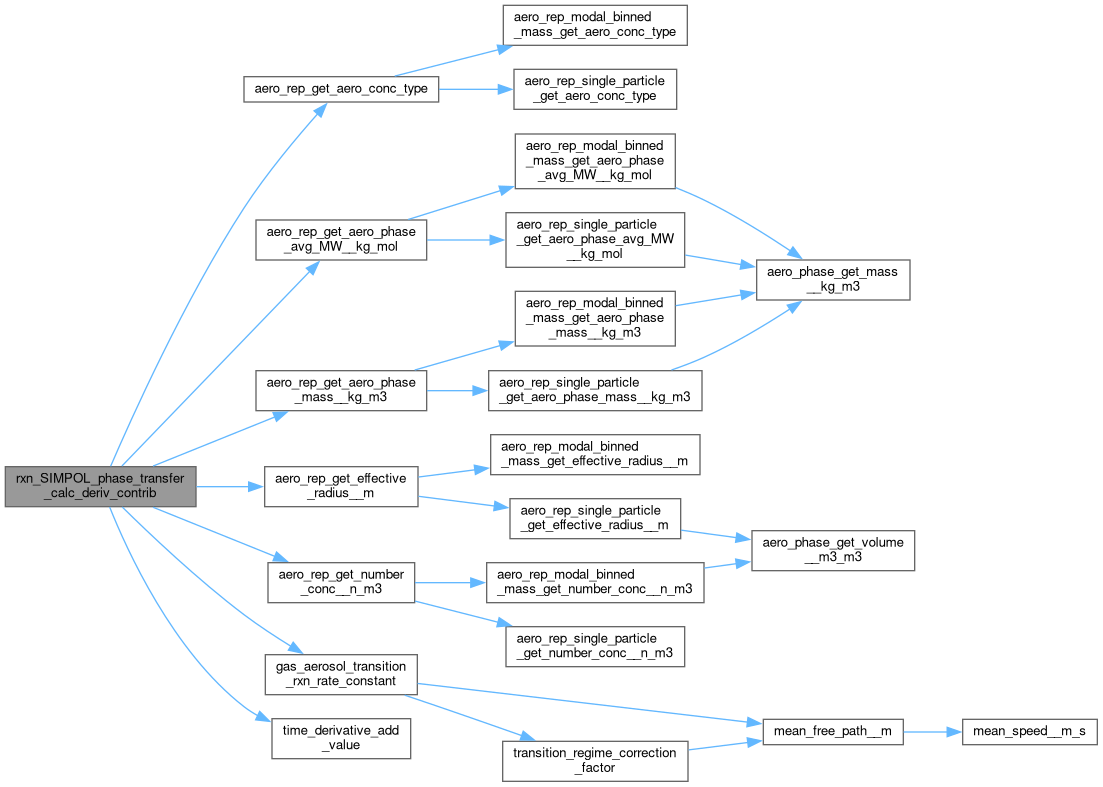 aero_rep_modal_binned
_mass_get_aero_conc_type
aero_rep_get_aero_conc_type
aero_rep_single_particle
_get_aero_conc_type
aero_rep_modal_binned
_mass_get_aero_phase
_avg_MW__kg_mol
aero_rep_get_aero_phase
_avg_MW__kg_mol
aero_rep_single_particle
_get_aero_phase_avg_MW
__kg_mol
aero_phase_get_mass
__kg_m3
aero_rep_modal_binned
_mass_get_aero_phase
_mass__kg_m3
aero_rep_get_aero_phase
_mass__kg_m3
aero_rep_single_particle
_get_aero_phase_mass__kg_m3
rxn_SIMPOL_phase_transfer
_calc_deriv_contrib
aero_rep_get_effective
_radius__m
aero_rep_modal_binned
_mass_get_effective_radius__m
aero_rep_single_particle
_get_effective_radius__m
aero_phase_get_volume
__m3_m3
aero_rep_get_number
_conc__n_m3
aero_rep_modal_binned
_mass_get_number_conc__n_m3
aero_rep_single_particle
_get_number_conc__n_m3
gas_aerosol_transition
_rxn_rate_constant
time_derivative_add
_value
transition_regime_correction
_factor
mean_free_path__m
mean_speed__m_s